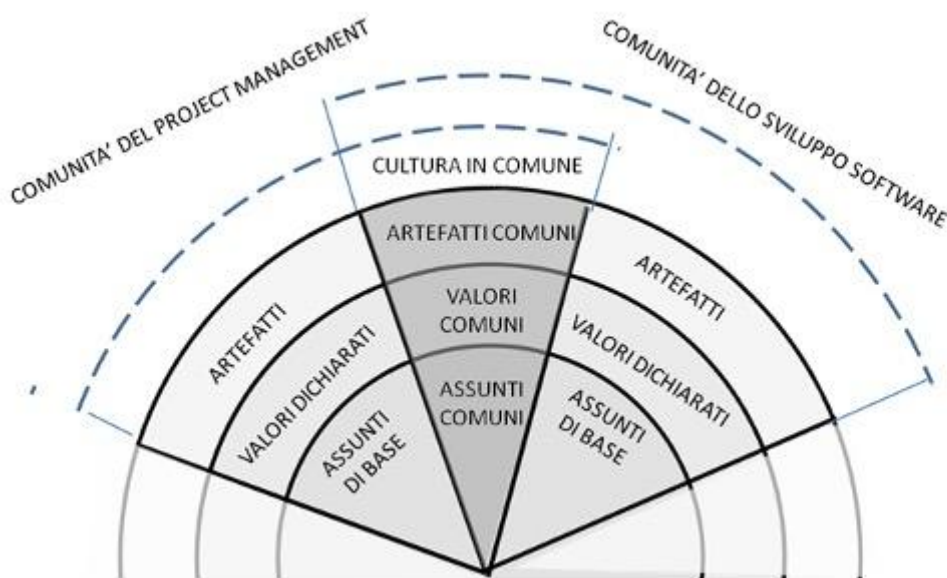 COMUNITA' DEL PROJECT MANAGEMENT
COMUNITA' DELLO SVILUPPO SOFTWARE
CULTURA IN COMUNE
ARTEFATTI COMUNI
ARTEFATTI
ARTEFATTI
VALORI
COMUNI
VALORI DICHIARATI
VALORI DICHIARATI
ASSUNTI
COMUNI
ASSUNTI
DI BASE
ASSUNTI
DI BASE